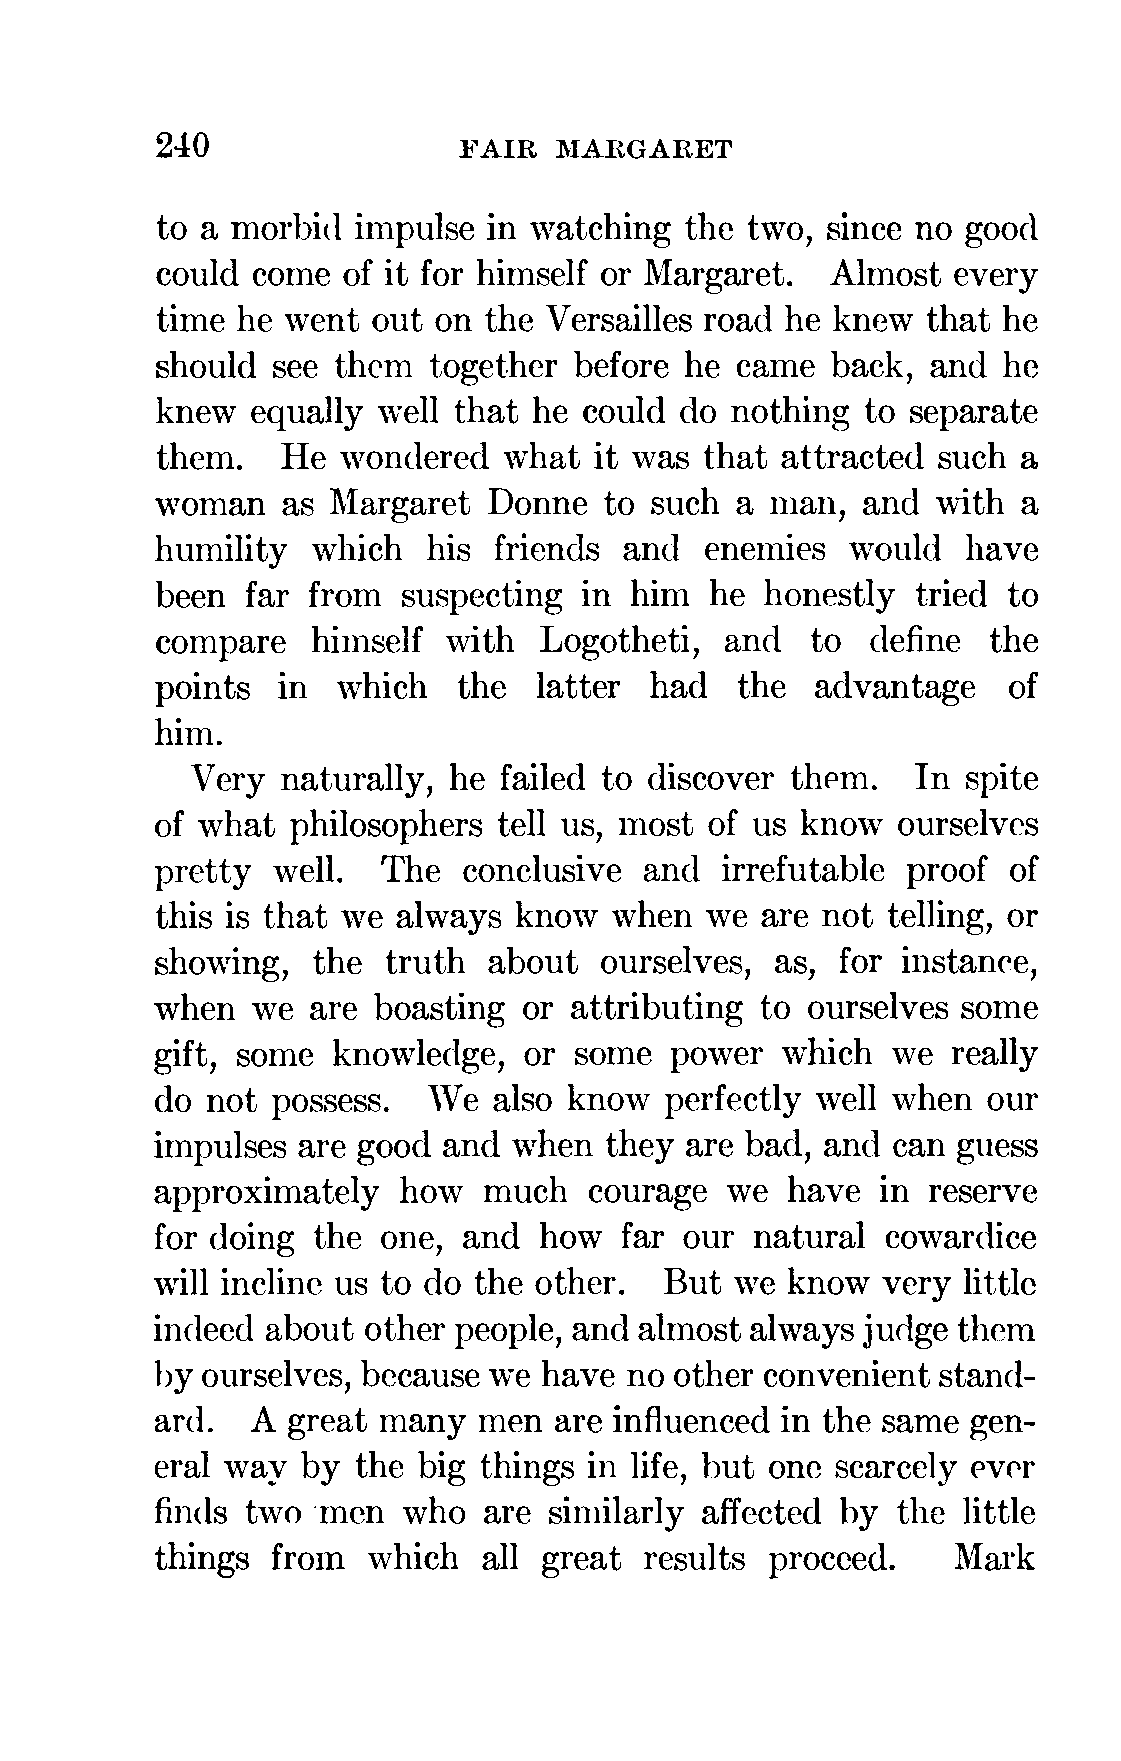 240 FAIR MARGARET
to a morbid impulse in watching the two, since no good
could come of it for himself or Margaret. Almost every
time he went out on the Versailles road he knew that he
should see them together before he came back, and he
knew equally well that he could do nothing to separate
them. He wondered what it was that attracted such a
woman as Margaret Donne to such a man, and with a
humility which his friends and enemies would have
been far from suspecting in him he honestly tried to
compare himself with Logotheti, and to define the
points in which the latter had the advantage of
him.
Very naturally, he failed to discover them. In spite
of what philosophers tell us, most of us know ourselves
pretty well. The conclusive and irrefutable proof of
this is that we always know when we are not telling, or
showing, the truth about ourselves, as, for instance,
when we are boasting or attributing to ourselves some
gift, some knowledge, or some power which we really
do not possess. We also know perfectly well when our
impulses are good and when they are bad, and can guess
approximately how much courage we have in reserve
for doing the one, and how far our natural cowardice
will incline us to do the other. But we know very little
indeed about other people, and almost always judge them
by ourselves, because we have no other convenient stand-
ard. A great many men are influenced in the same gen-
eral way by the big things in life, but one scarcely ever
finds two men who are similarly affected by the little
things from which all great results proceed. Mark